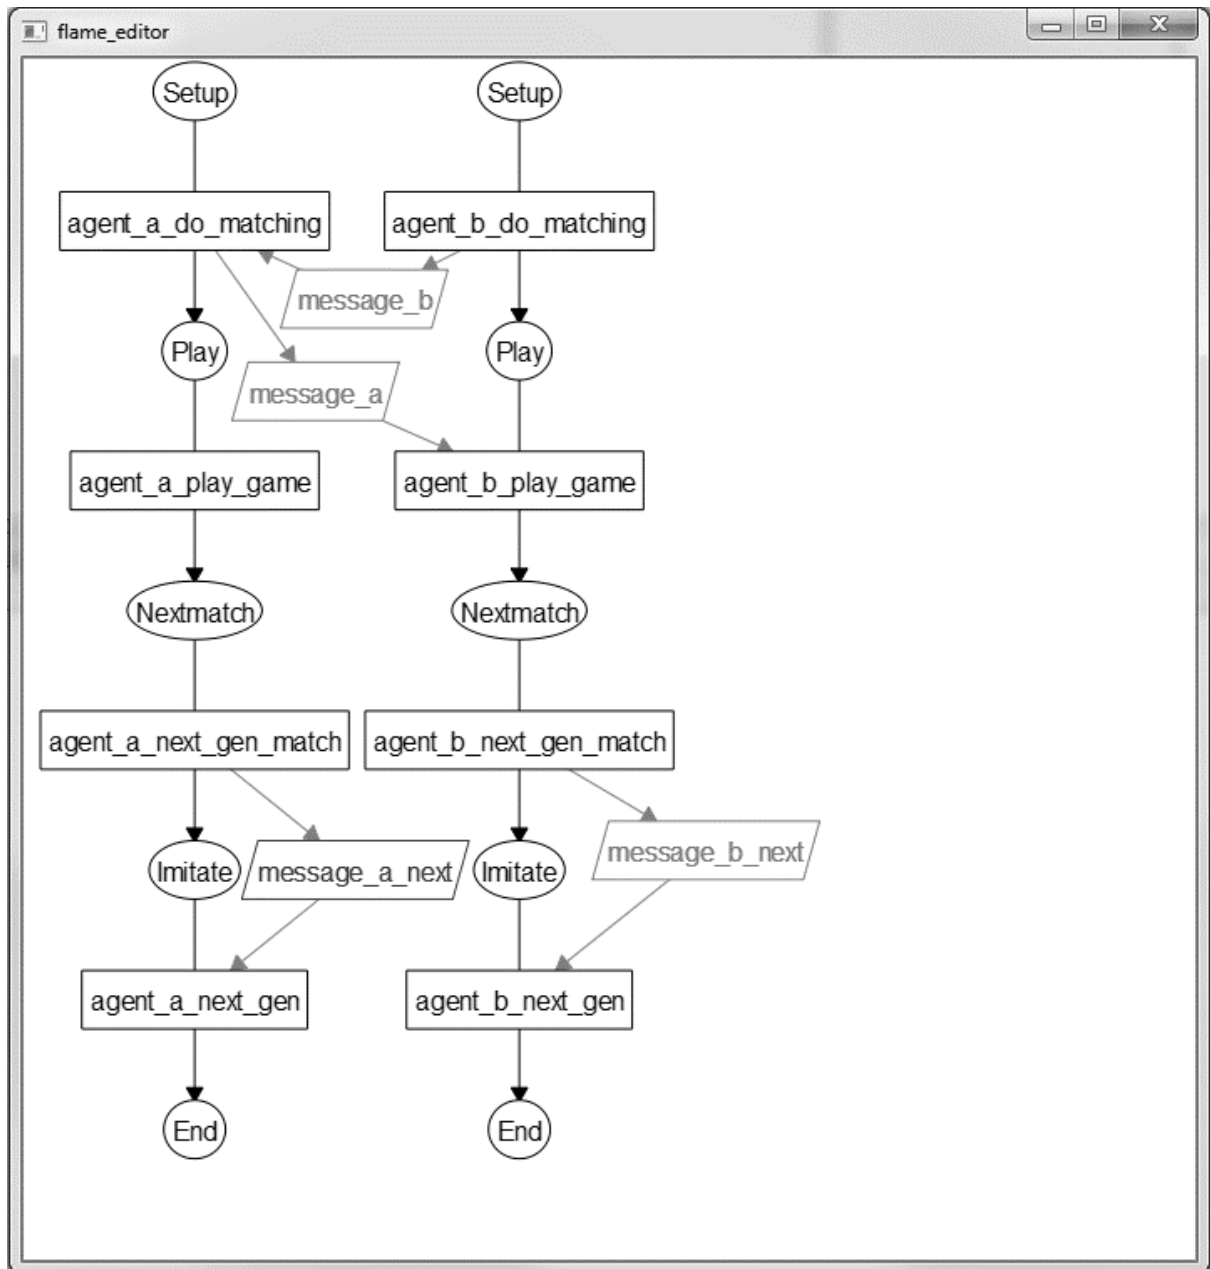 flame_editor
Setup
Setup
agent_a_do_matching
agent_b_do_matching
message_b
Play
Play
message_a
agent_a_play_game
agent_b_play_game
Nextmatch
Nextmatch
agent_a_next_gen_match
agent_b_next_gen_match
message_b_next
Imitate
message_a_next
Imitate
agent_a_next_gen
agent_b_next_gen
End
End